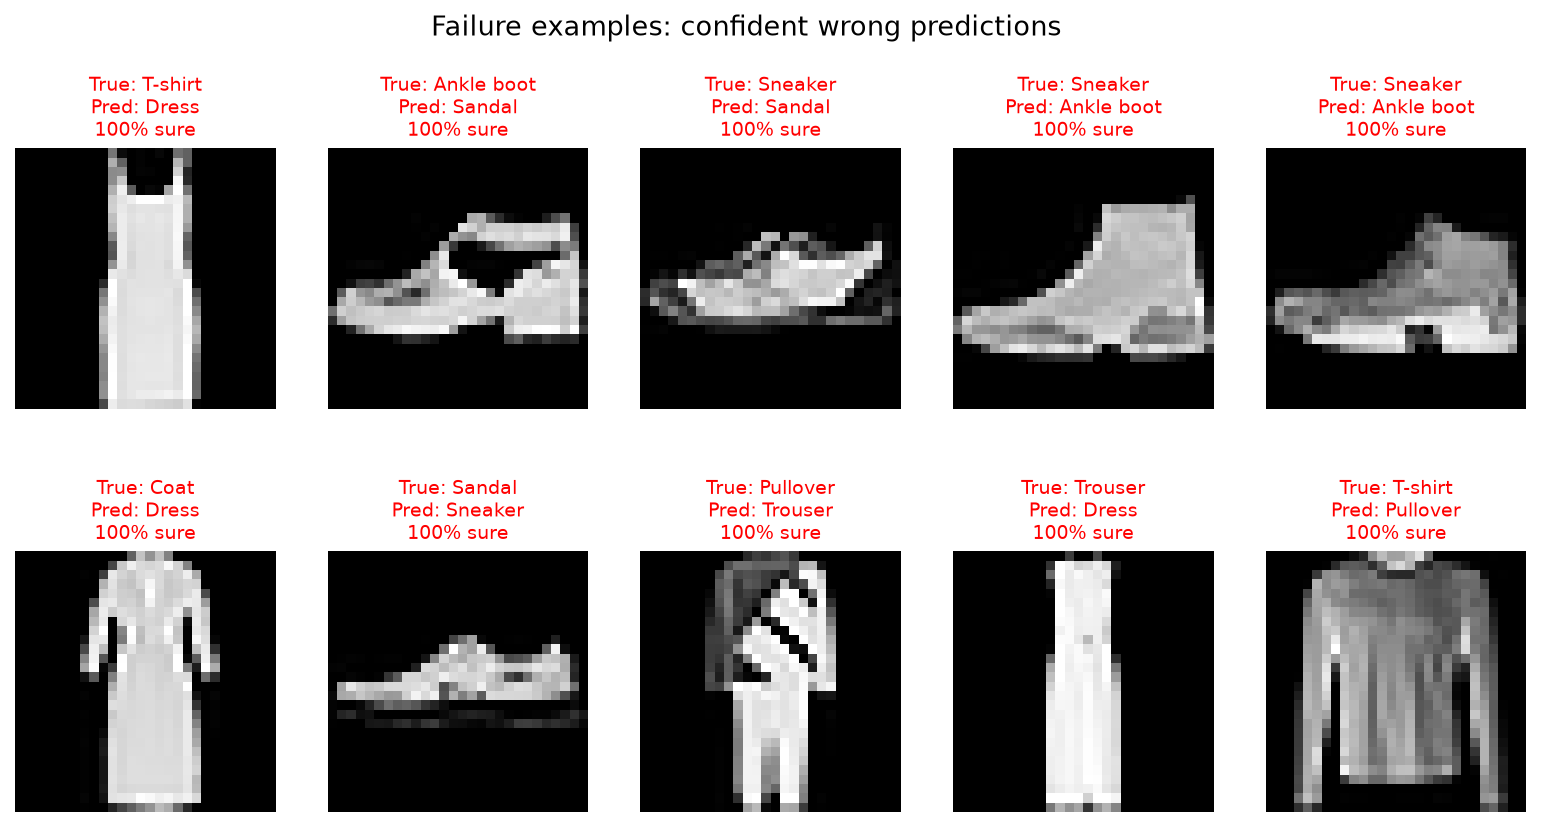 Failure examples: confident wrong predictions
True: T-shirt
Pred: Dress
100% sure
True: Ankle boot
Pred: Sandal
100% sure
True: Sneaker
Pred: Sandal
100% sure
True: Sneaker
Pred: Ankle boot
100% sure
True: Sneaker
Pred: Ankle boot
100% sure
True: Coat
Pred: Dress
100% sure
True: Sandal
Pred: Sneaker
100% sure
True: Pullover
Pred: Trouser
100% sure
True: Trouser
Pred: Dress
100% sure
True: T-shirt
Pred: Pullover
100% sure